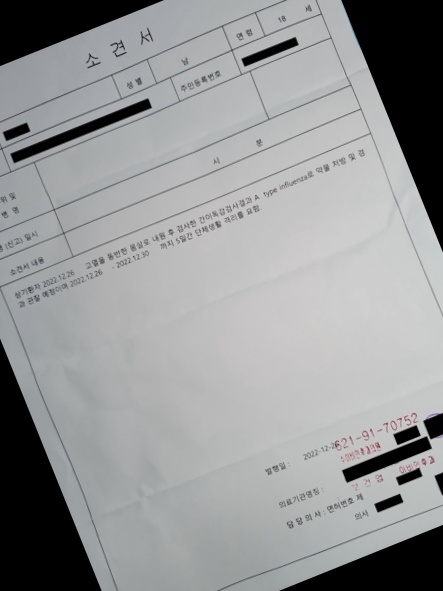 소 견 서
성 별 남 연 령 18 세
주민등록번호
위 및
병 명
시 분
(신고) 일시
소견서 내용
상기환자 2022.12.26 고열을 동반한 몸살로 내원 후 검사한 간이독감검사결과 A type influenza로 약물 처방 및 경
과 관찰 예정이며 2022.12.26 - 2022.12.30 까지 5일간 단체생활 격리를 요함.
발행일 : 2022-12-26
621-91-70752
의료기관명칭 :
담 당 의 사 : 면허번호 제
의사
이비인후과